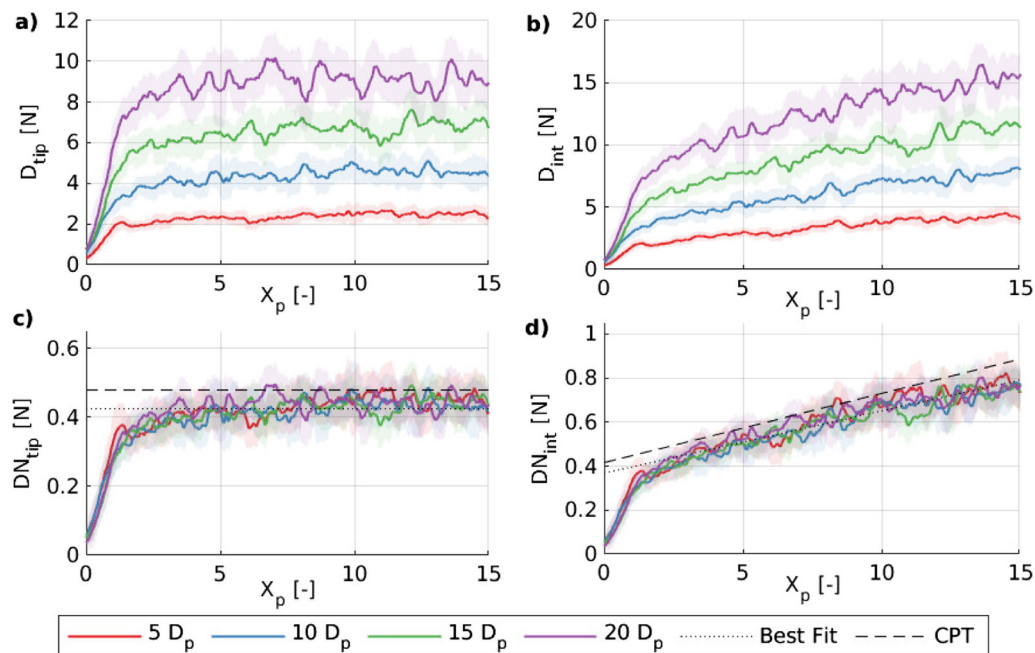 a)
12
10
8
6
4
2
0
D_tip [N]
0 5 10 15
X_p [-]
b)
20
15
10
5
0
D_int [N]
0 5 10 15
X_p [-]
c)
0.6
0.4
0.2
0
DN_tip [N]
0 5 10 15
X_p [-]
d)
1
0.8
0.6
0.4
0.2
0
DN_int [N]
0 5 10 15
X_p [-]
5 D_p 10 D_p 15 D_p 20 D_p Best Fit CPT